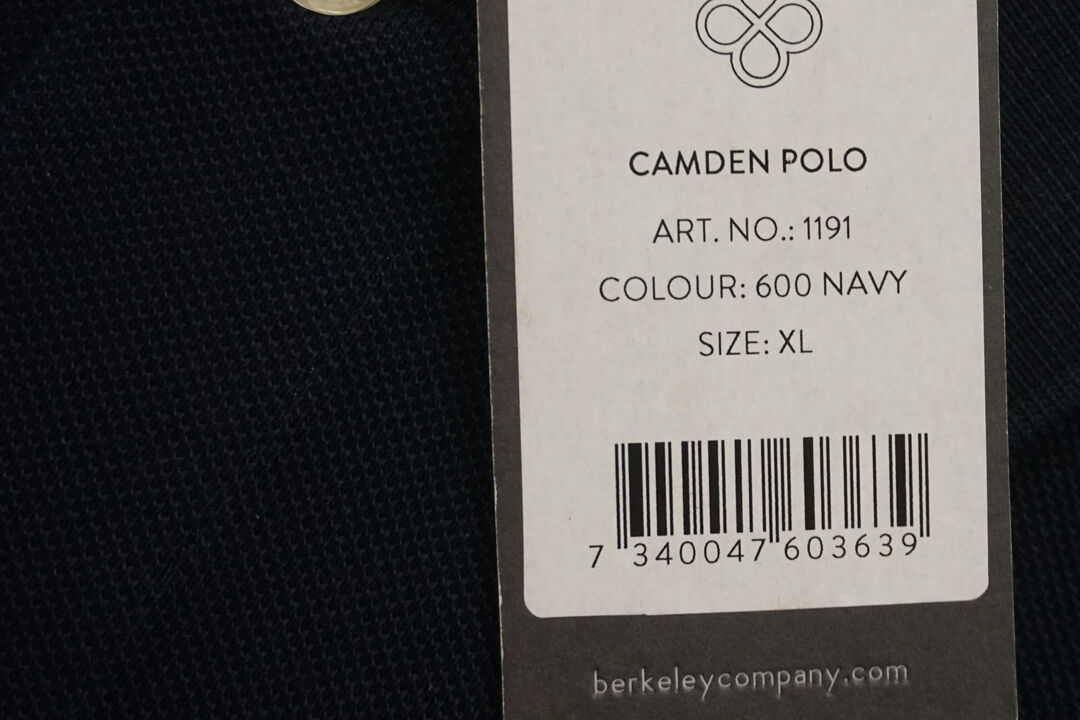 CAMDEN POLO
ART. NO.: 1191
COLOUR: 600 NAVY
SIZE: XL
7 340047 603639
berkeleycompany.com